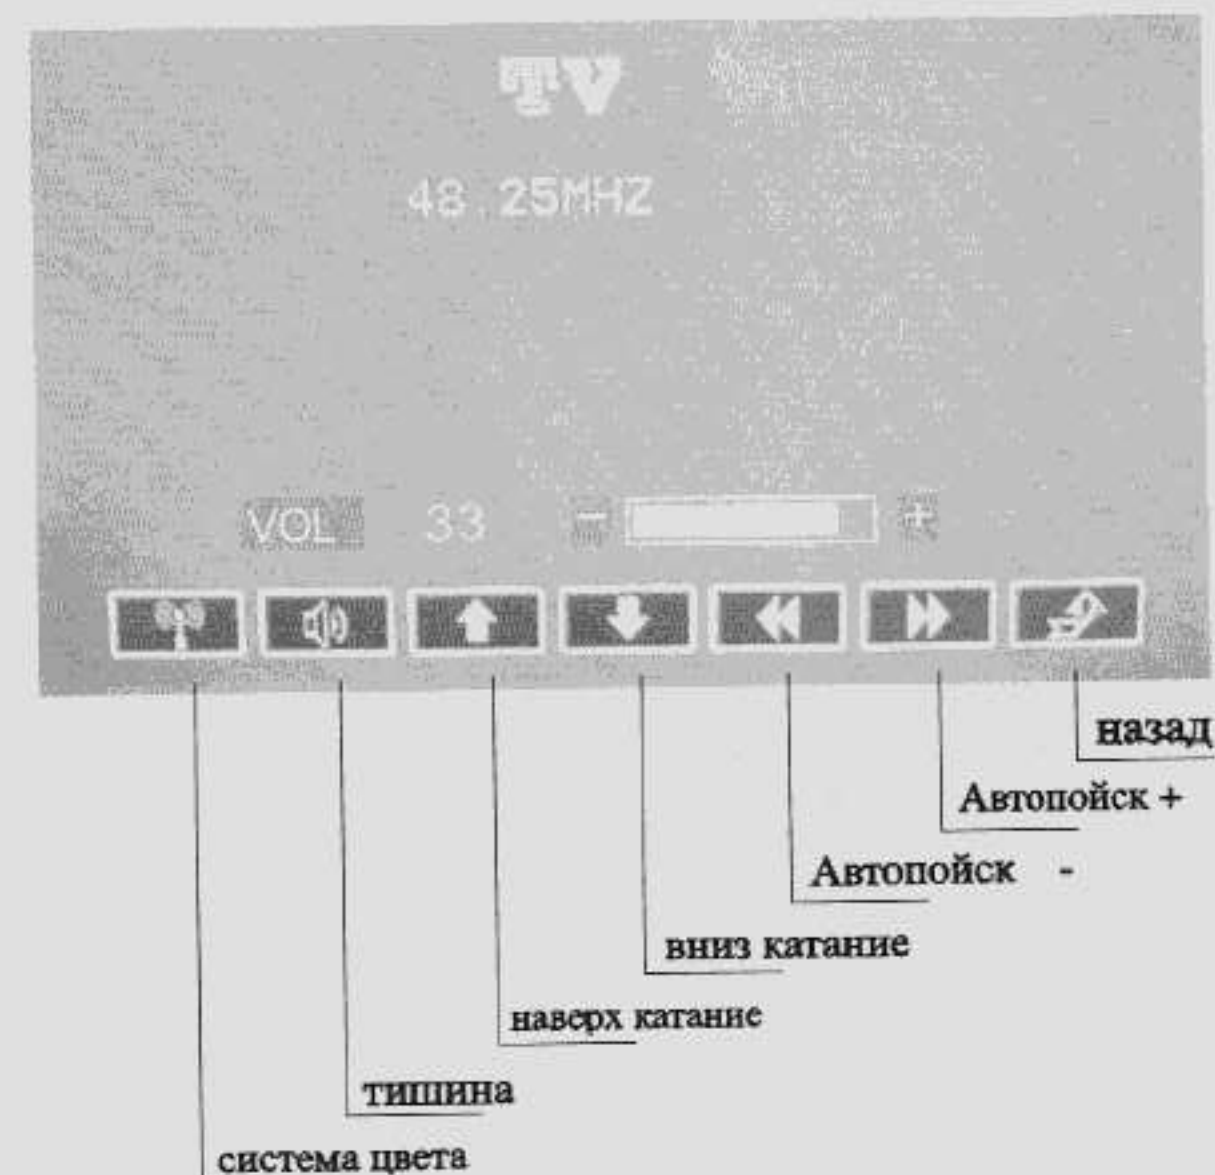 TV
48 25MHZ
VOL 33 - +
назад
Автопойск +
Автопойск -
вниз катание
наверх катание
тишина
система цвета